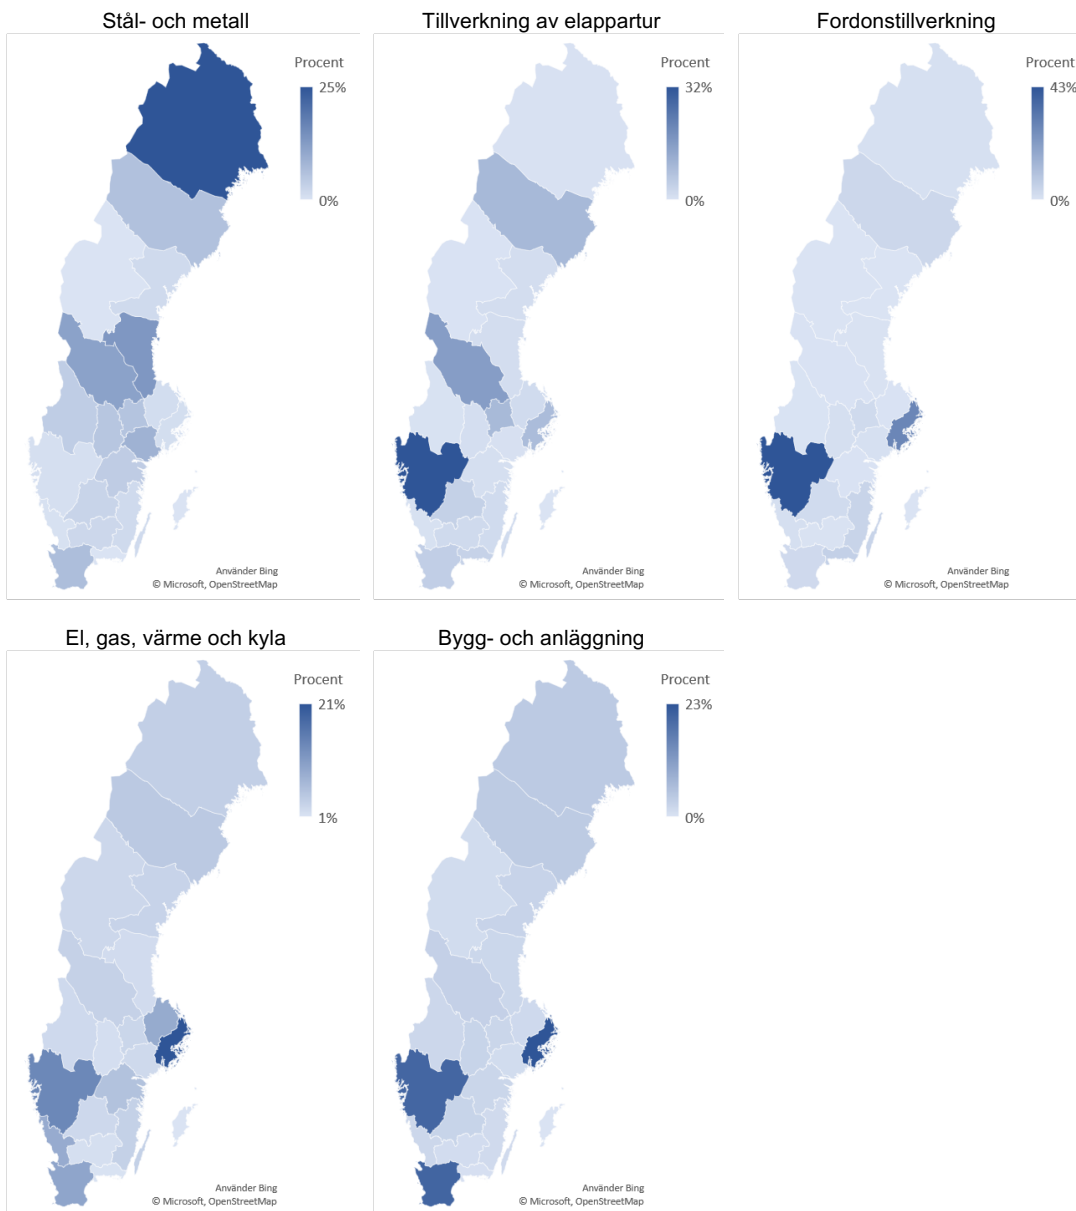 Stål- och metall
Procent
25%
0%
Använder Bing
© Microsoft, OpenStreetMap
Tillverkning av elappartur
Procent
32%
0%
Använder Bing
© Microsoft, OpenStreetMap
Fordonstillverkning
Procent
43%
0%
Använder Bing
© Microsoft, OpenStreetMap
El, gas, värme och kyla
Procent
21%
1%
Använder Bing
© Microsoft, OpenStreetMap
Bygg- och anläggning
Procent
23%
0%
Använder Bing
© Microsoft, OpenStreetMap